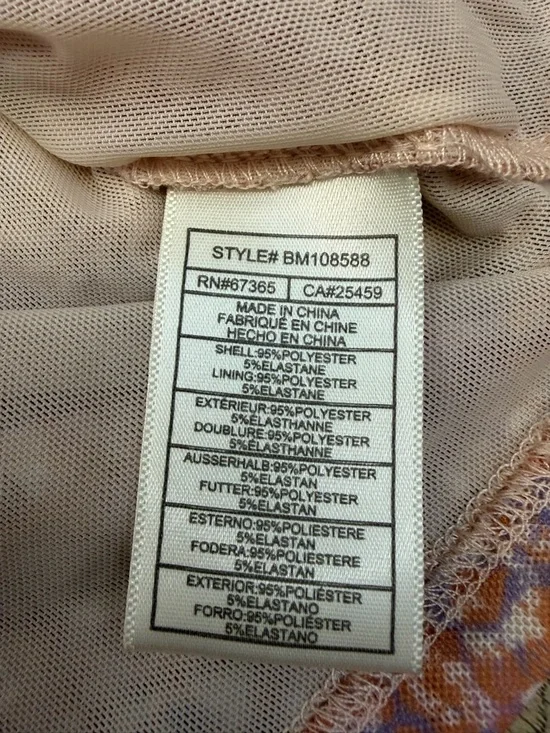 STYLE# BM108588
RN#67365 CA#25459
MADE IN CHINA
FABRIQUÉ EN CHINE
HECHO EN CHINA
SHELL:95%POLYESTER
5%ELASTANE
LINING:95%POLYESTER
5%ELASTANE
EXTÉRIEUR:95%POLYESTER
5%ÉLASTHANNE
DOUBLURE:95%POLYESTER
5%ÉLASTHANNE
AUSSERHALB:95%POLYESTER
5%ELASTAN
FUTTER:95%POLYESTER
5%ELASTAN
ESTERNO:95%POLIESTERE
5%ELASTAN
FODERA:95%POLIESTERE
5%ELASTAN
EXTERIOR:95%POLIÉSTER
5%ELASTANO
FORRO:95%POLIÉSTER
5%ELASTANO